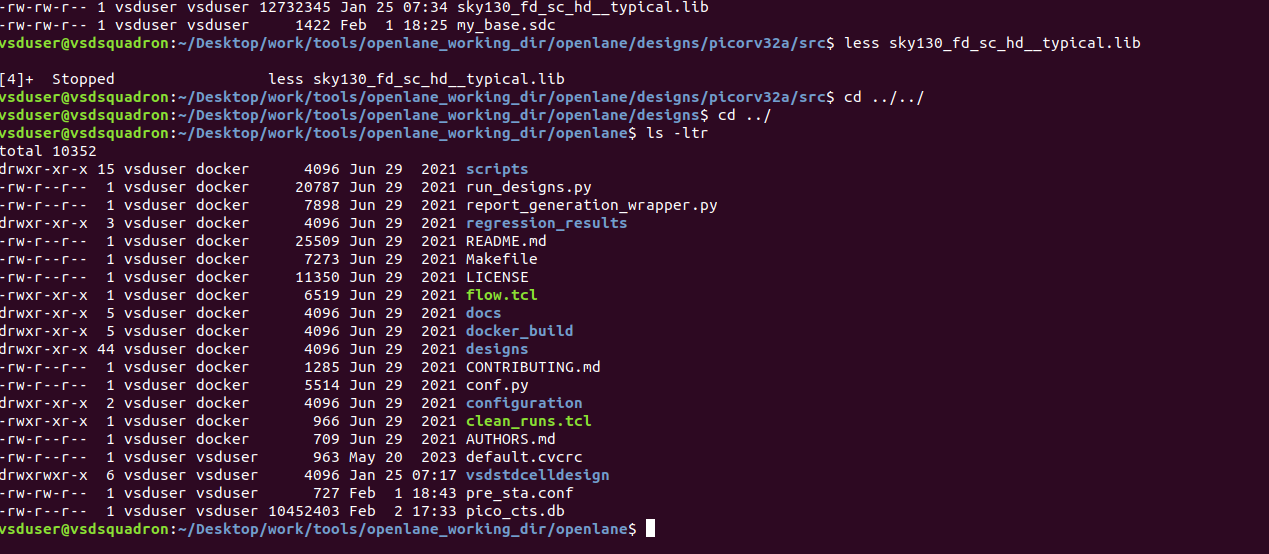 -rw-rw-r-- 1 vsduser vsduser 12732345 Jan 25 07:34 sky130_fd_sc_hd__typical.lib
-rw-rw-r-- 1 vsduser vsduser     1422 Feb  1 18:25 my_base.sdc
vsduser@vsdsquadron:~/Desktop/work/tools/openlane_working_dir/openlane/designs/picorv32a/src$ less sky130_fd_sc_hd__typical.lib
[4]+  Stopped                 less sky130_fd_sc_hd__typical.lib
vsduser@vsdsquadron:~/Desktop/work/tools/openlane_working_dir/openlane/designs/picorv32a/src$ cd ../../
vsduser@vsdsquadron:~/Desktop/work/tools/openlane_working_dir/openlane/designs$ cd ../
vsduser@vsdsquadron:~/Desktop/work/tools/openlane_working_dir/openlane$ ls -ltr
total 10352
drwxr-xr-x 15 vsduser docker      4096 Jun 29  2021 scripts
-rw-r--r--  1 vsduser docker     20787 Jun 29  2021 run_designs.py
-rw-r--r--  1 vsduser docker      7898 Jun 29  2021 report_generation_wrapper.py
drwxr-xr-x  3 vsduser docker      4096 Jun 29  2021 regression_results
-rw-r--r--  1 vsduser docker     25509 Jun 29  2021 README.md
-rw-r--r--  1 vsduser docker      7273 Jun 29  2021 Makefile
-rw-r--r--  1 vsduser docker     11350 Jun 29  2021 LICENSE
-rwxr-xr-x  1 vsduser docker      6519 Jun 29  2021 flow.tcl
drwxr-xr-x  5 vsduser docker      4096 Jun 29  2021 docs
drwxr-xr-x  5 vsduser docker      4096 Jun 29  2021 docker_build
drwxr-xr-x 44 vsduser docker      4096 Jun 29  2021 designs
-rw-r--r--  1 vsduser docker      1285 Jun 29  2021 CONTRIBUTING.md
-rw-r--r--  1 vsduser docker      5514 Jun 29  2021 conf.py
drwxr-xr-x  2 vsduser docker      4096 Jun 29  2021 configuration
-rwxr-xr-x  1 vsduser docker       966 Jun 29  2021 clean_runs.tcl
-rw-r--r--  1 vsduser docker       709 Jun 29  2021 AUTHORS.md
-rw-r--r--  1 vsduser vsduser      963 May 20  2023 default.cvcrc
drwxrwxr-x  6 vsduser vsduser     4096 Jan 25 07:17 vsdstdcelldesign
-rw-rw-r--  1 vsduser vsduser      727 Feb  1 18:43 pre_sta.conf
-rw-r--r--  1 vsduser vsduser 10452403 Feb  2 17:33 pico_cts.db
vsduser@vsdsquadron:~/Desktop/work/tools/openlane_working_dir/openlane$